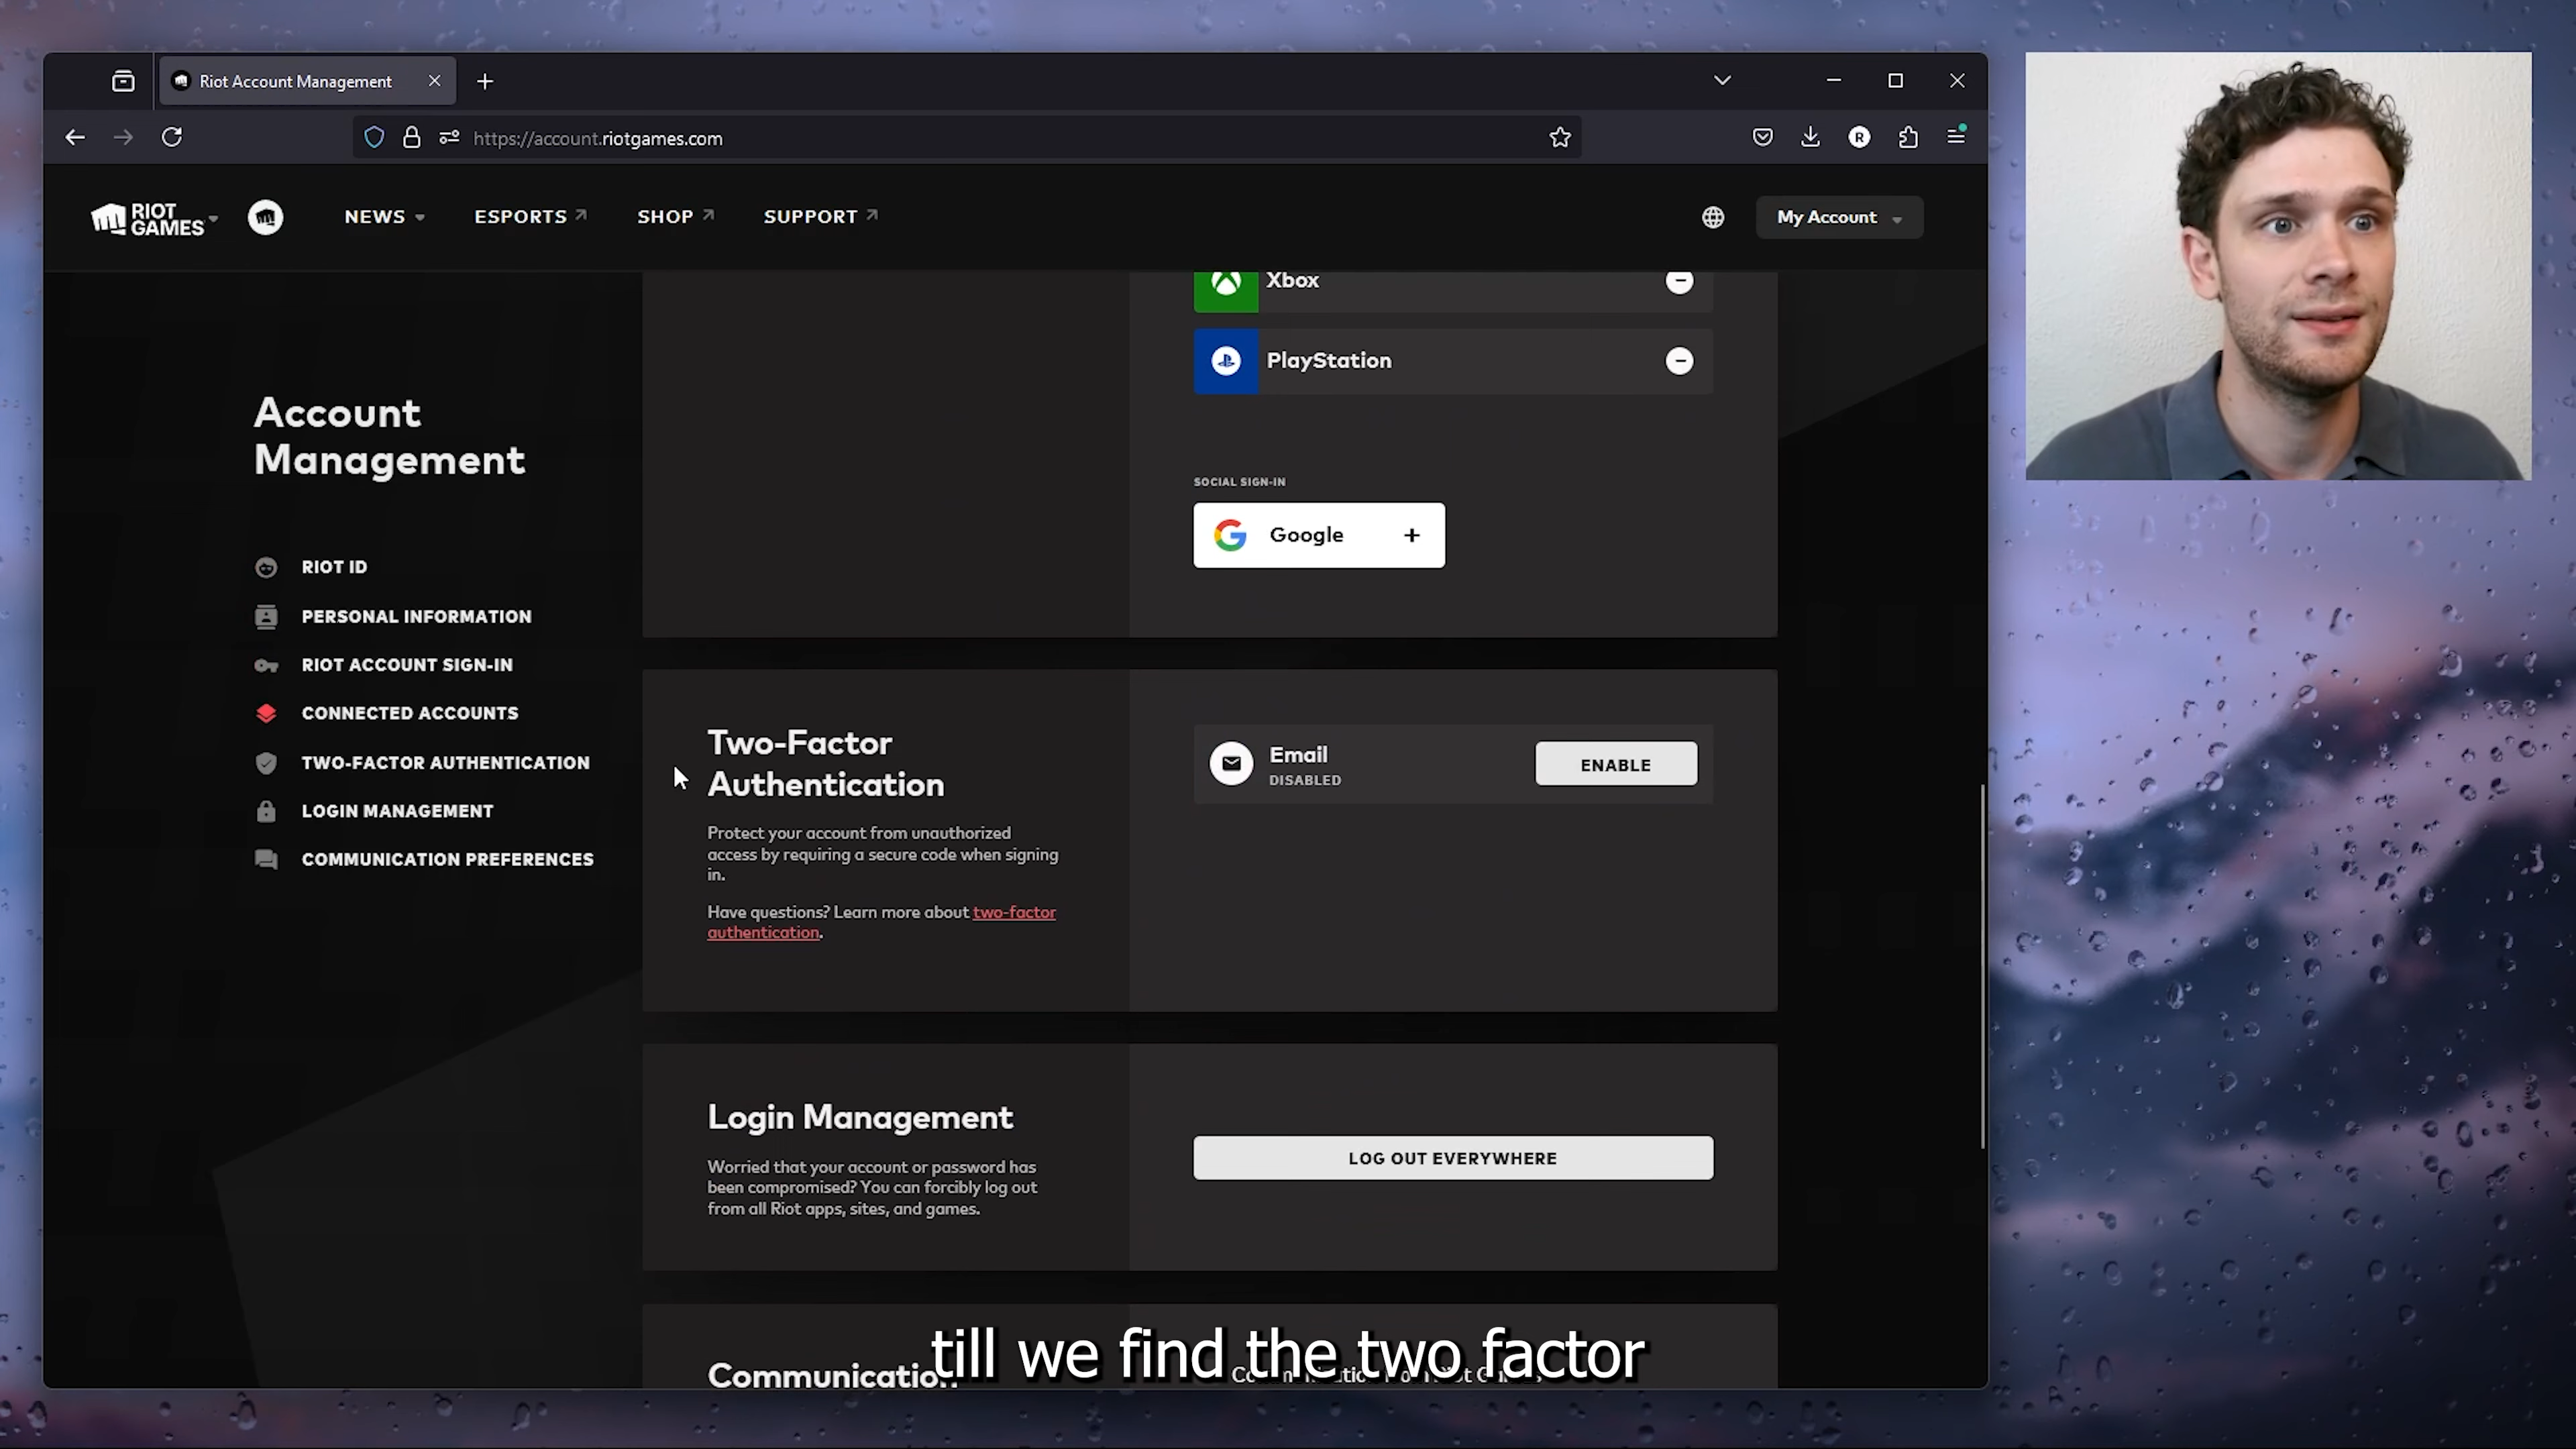 Riot Account Management
https://account.riotgames.com
RIOT
GAMES
NEWS
ESPORTS
SHOP
SUPPORT
My Account
Account
Management
RIOT ID
PERSONAL INFORMATION
RIOT ACCOUNT SIGN-IN
CONNECTED ACCOUNTS
TWO-FACTOR AUTHENTICATION
LOGIN MANAGEMENT
COMMUNICATION PREFERENCES
Xbox
PlayStation
SOCIAL SIGN-IN
Google
Two-Factor
Authentication
Protect your account from unauthorized
access by requiring a secure code when signing
in.
Have questions? Learn more about two-factor
authentication.
Email
DISABLED
ENABLE
Login Management
Worried that your account or password has
been compromised? You can forcibly log out
from all Riot apps, sites, and games.
LOG OUT EVERYWHERE
Communication
till we find the two factor